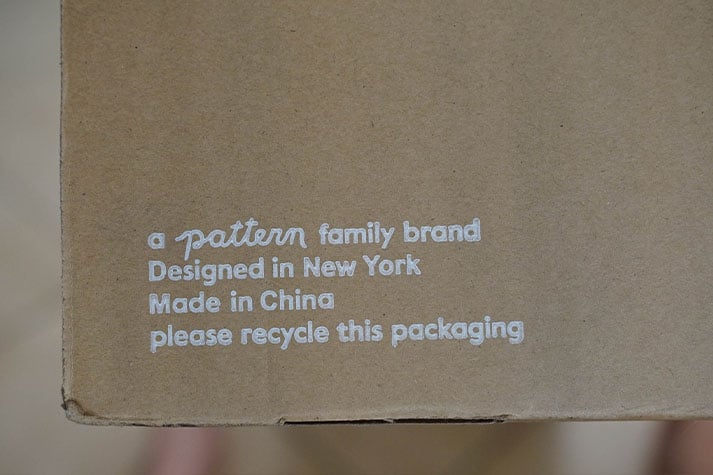 a pattern family brand
Designed in New York
Made in China
please recycle this packaging